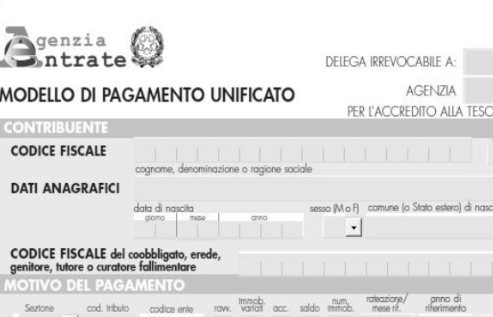 Agenzia
Entrate
DELEGA IRREVOCABILE A:
AGENZIA
MODELLO DI PAGAMENTO UNIFICATO
PER L'ACCREDITO ALLA TESO
CONTRIBUENTE
CODICE FISCALE
cognome, denominazione o ragione sociale
DATI ANAGRAFICI
data di nascita sesso (M o F) comune (o Stato estero) di nasc
giorno mese anno
CODICE FISCALE del coobbligato, erede,
genitore, tutore o curatore fallimentare
MOTIVO DEL PAGAMENTO
Sezione cod. tributo codice ente ravv. Immob. variati acc. saldo num. immob. rateazione/ mese rif. anno di riferimento